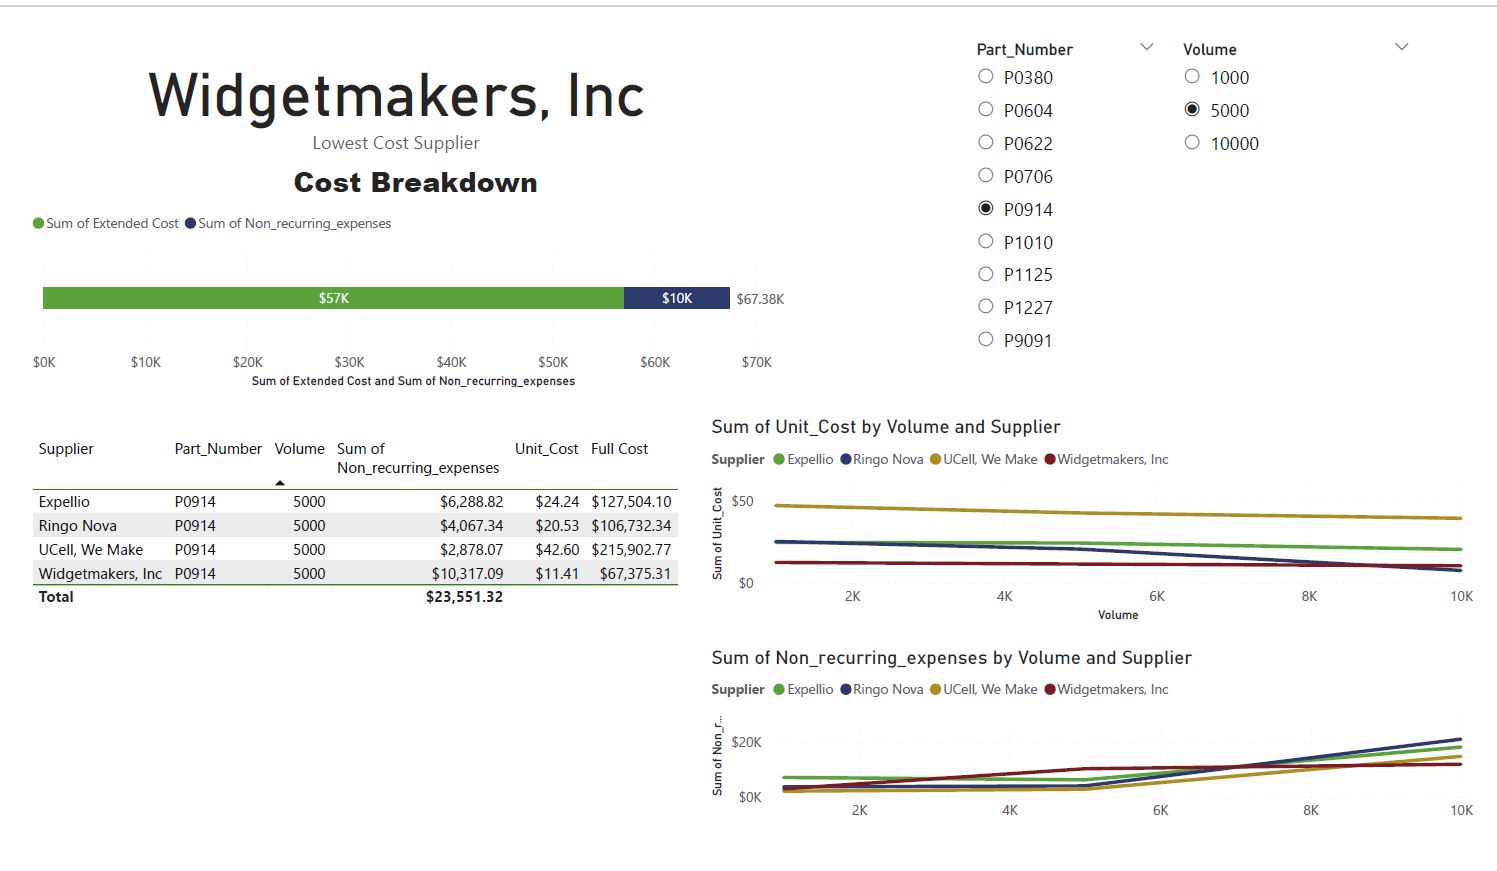 Widgetmakers, Inc
Lowest Cost Supplier
Cost Breakdown
Sum of Extended Cost Sum of Non_recurring_expenses
$57K $10K $67.38K
$0K $10K $20K $30K $40K $50K $60K $70K
Sum of Extended Cost and Sum of Non_recurring_expenses
Part_Number
P0380
P0604
P0622
P0706
P0914
P1010
P1125
P1227
P9091
Volume
1000
5000
10000
Supplier Part_Number Volume Sum of Non_recurring_expenses Unit_Cost Full Cost
Expellio P0914 5000 $6,288.82 $24.24 $127,504.10
Ringo Nova P0914 5000 $4,067.34 $20.53 $106,732.34
UCell, We Make P0914 5000 $2,878.07 $42.60 $215,902.77
Widgetmakers, Inc P0914 5000 $10,317.09 $11.41 $67,375.31
Total $23,551.32
Sum of Unit_Cost by Volume and Supplier
Supplier Expellio Ringo Nova UCell, We Make Widgetmakers, Inc
Sum of Unit_Cost
$50
$0
2K 4K 6K 8K 10K
Volume
Sum of Non_recurring_expenses by Volume and Supplier
Supplier Expellio Ringo Nova UCell, We Make Widgetmakers, Inc
Sum of Non_r...
$20K
$0K
2K 4K 6K 8K 10K